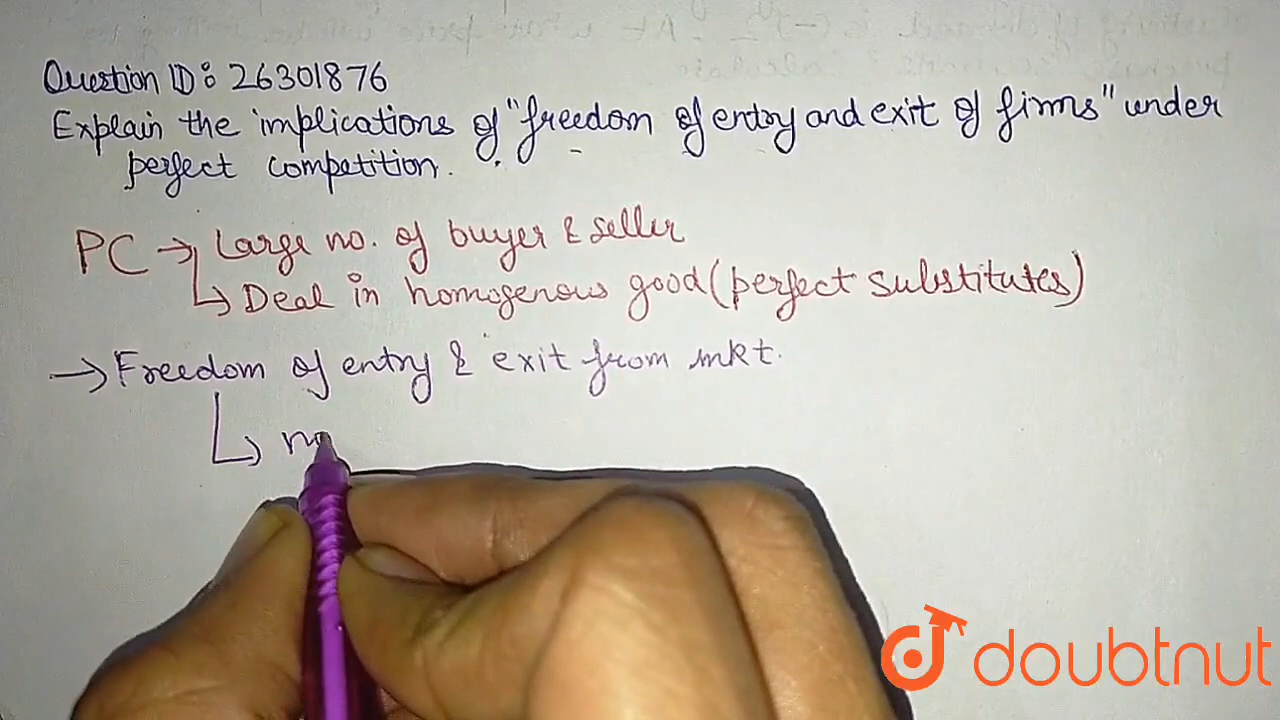 Question ID: 26301876
Explain the implications of "freedom of entry and exit of firms" under
perfect competition.
PC → Large no. of buyer & seller
↳ Deal in homogenous good (perfect substitutes)
→ Freedom of entry & exit from mkt.
↳ no
doubtnut